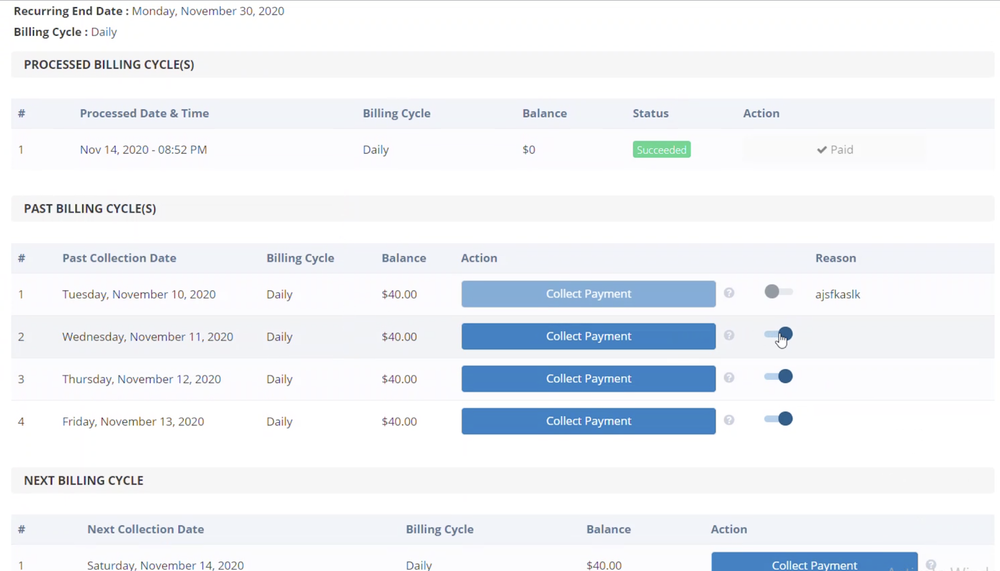 Recurring End Date : Monday, November 30, 2020
Billing Cycle : Daily
PROCESSED BILLING CYCLE(S)
# Processed Date & Time Billing Cycle Balance Status Action
1 Nov 14, 2020 - 08:52 PM Daily $0 Succeeded Paid
PAST BILLING CYCLE(S)
# Past Collection Date Billing Cycle Balance Action Reason
1 Tuesday, November 10, 2020 Daily $40.00 Collect Payment ? ajsfkaslk
2 Wednesday, November 11, 2020 Daily $40.00 Collect Payment ?
3 Thursday, November 12, 2020 Daily $40.00 Collect Payment ?
4 Friday, November 13, 2020 Daily $40.00 Collect Payment ?
NEXT BILLING CYCLE
# Next Collection Date Billing Cycle Balance Action
1 Saturday, November 14, 2020 Daily $40.00 Collect Payment ?